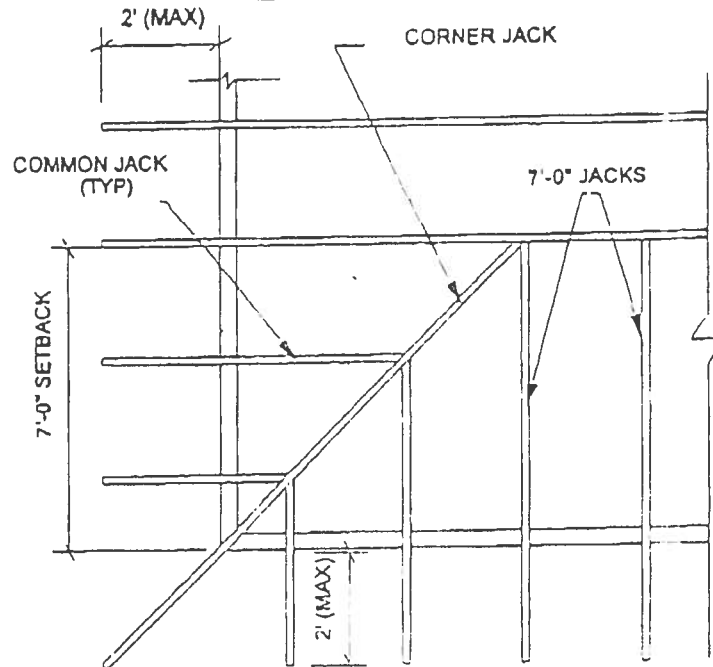 2' (MAX)
CORNER JACK
COMMON JACK
(TYP)
7'-0" JACKS
7'-0" SETBACK
2' (MAX)